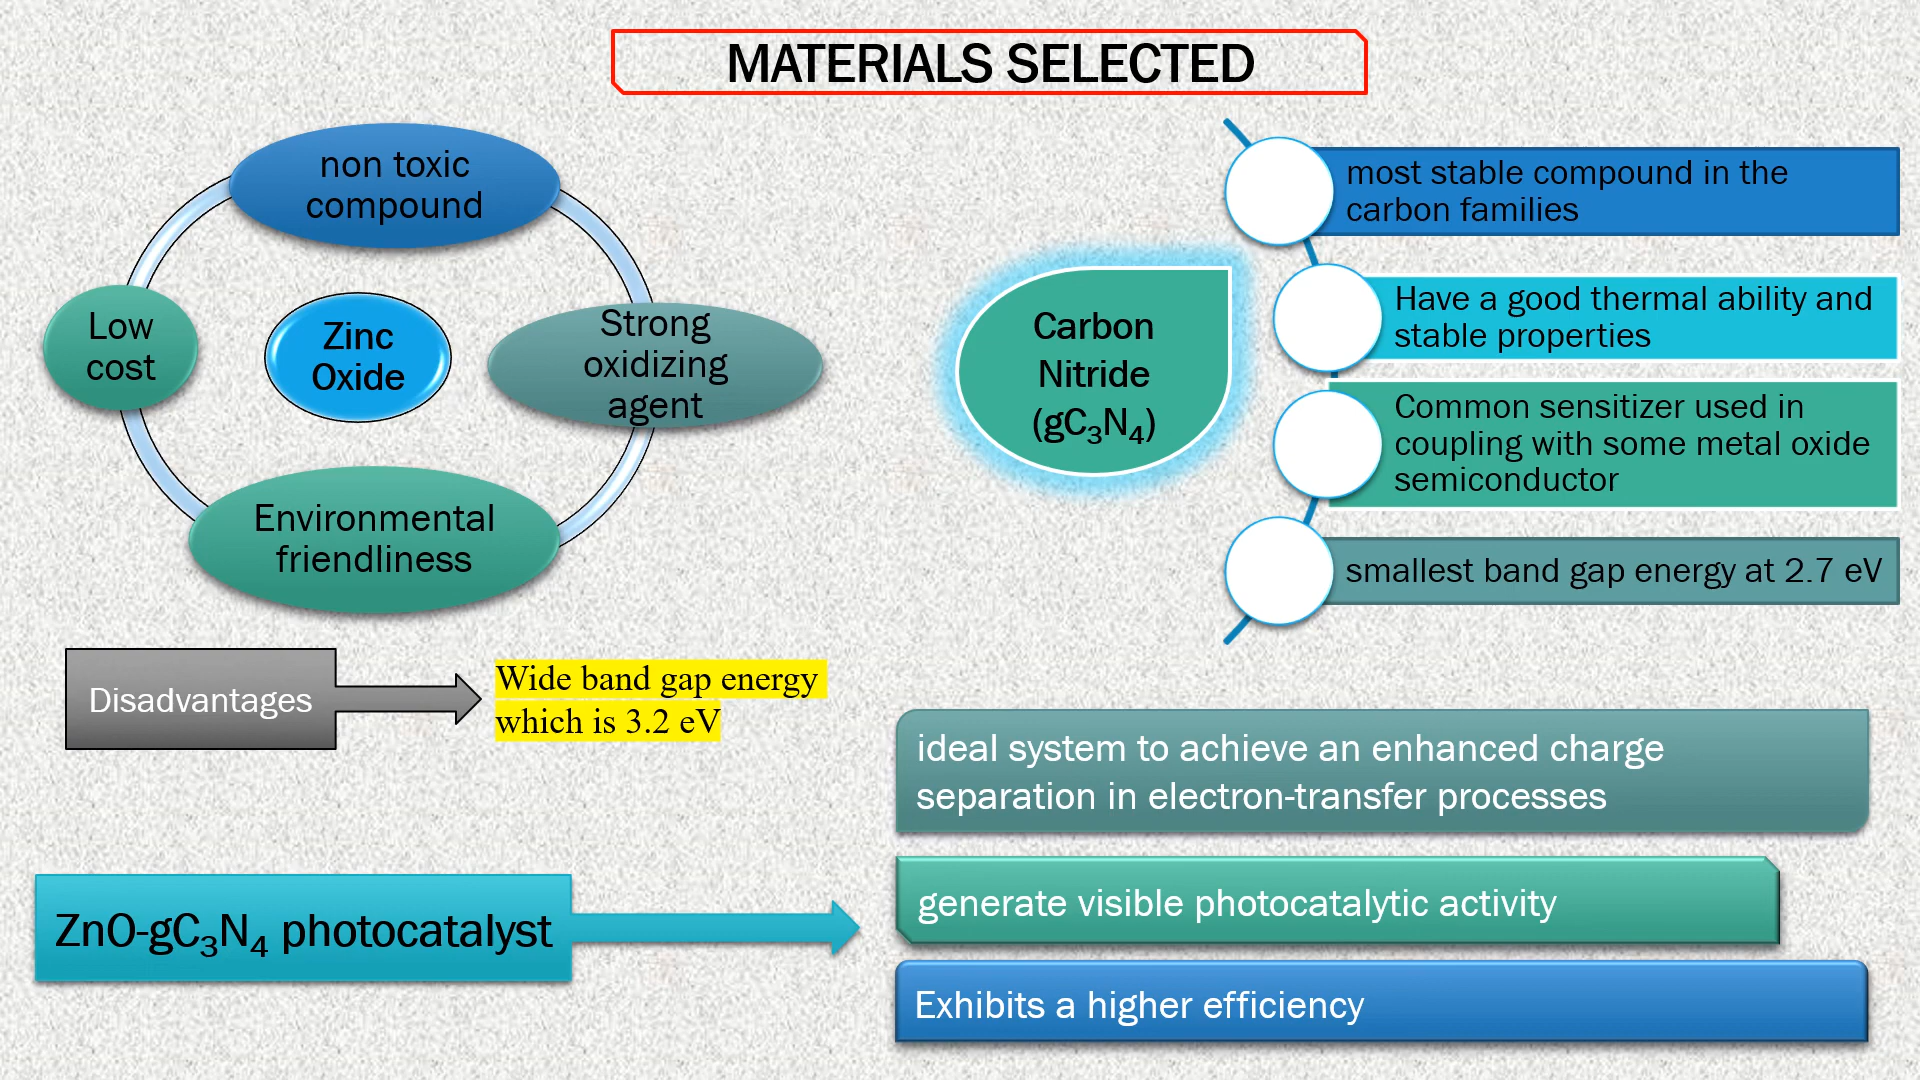 MATERIALS SELECTED
non toxic
compound
Low
cost
Zinc
Oxide
Strong
oxidizing
agent
Environmental
friendliness
Disadvantages
Wide band gap energy
which is 3.2 eV
Carbon
Nitride
(gC₃N₄)
most stable compound in the
carbon families
Have a good thermal ability and
stable properties
Common sensitizer used in
coupling with some metal oxide
semiconductor
smallest band gap energy at 2.7 eV
ZnO-gC₃N₄ photocatalyst
ideal system to achieve an enhanced charge
separation in electron-transfer processes
generate visible photocatalytic activity
Exhibits a higher efficiency